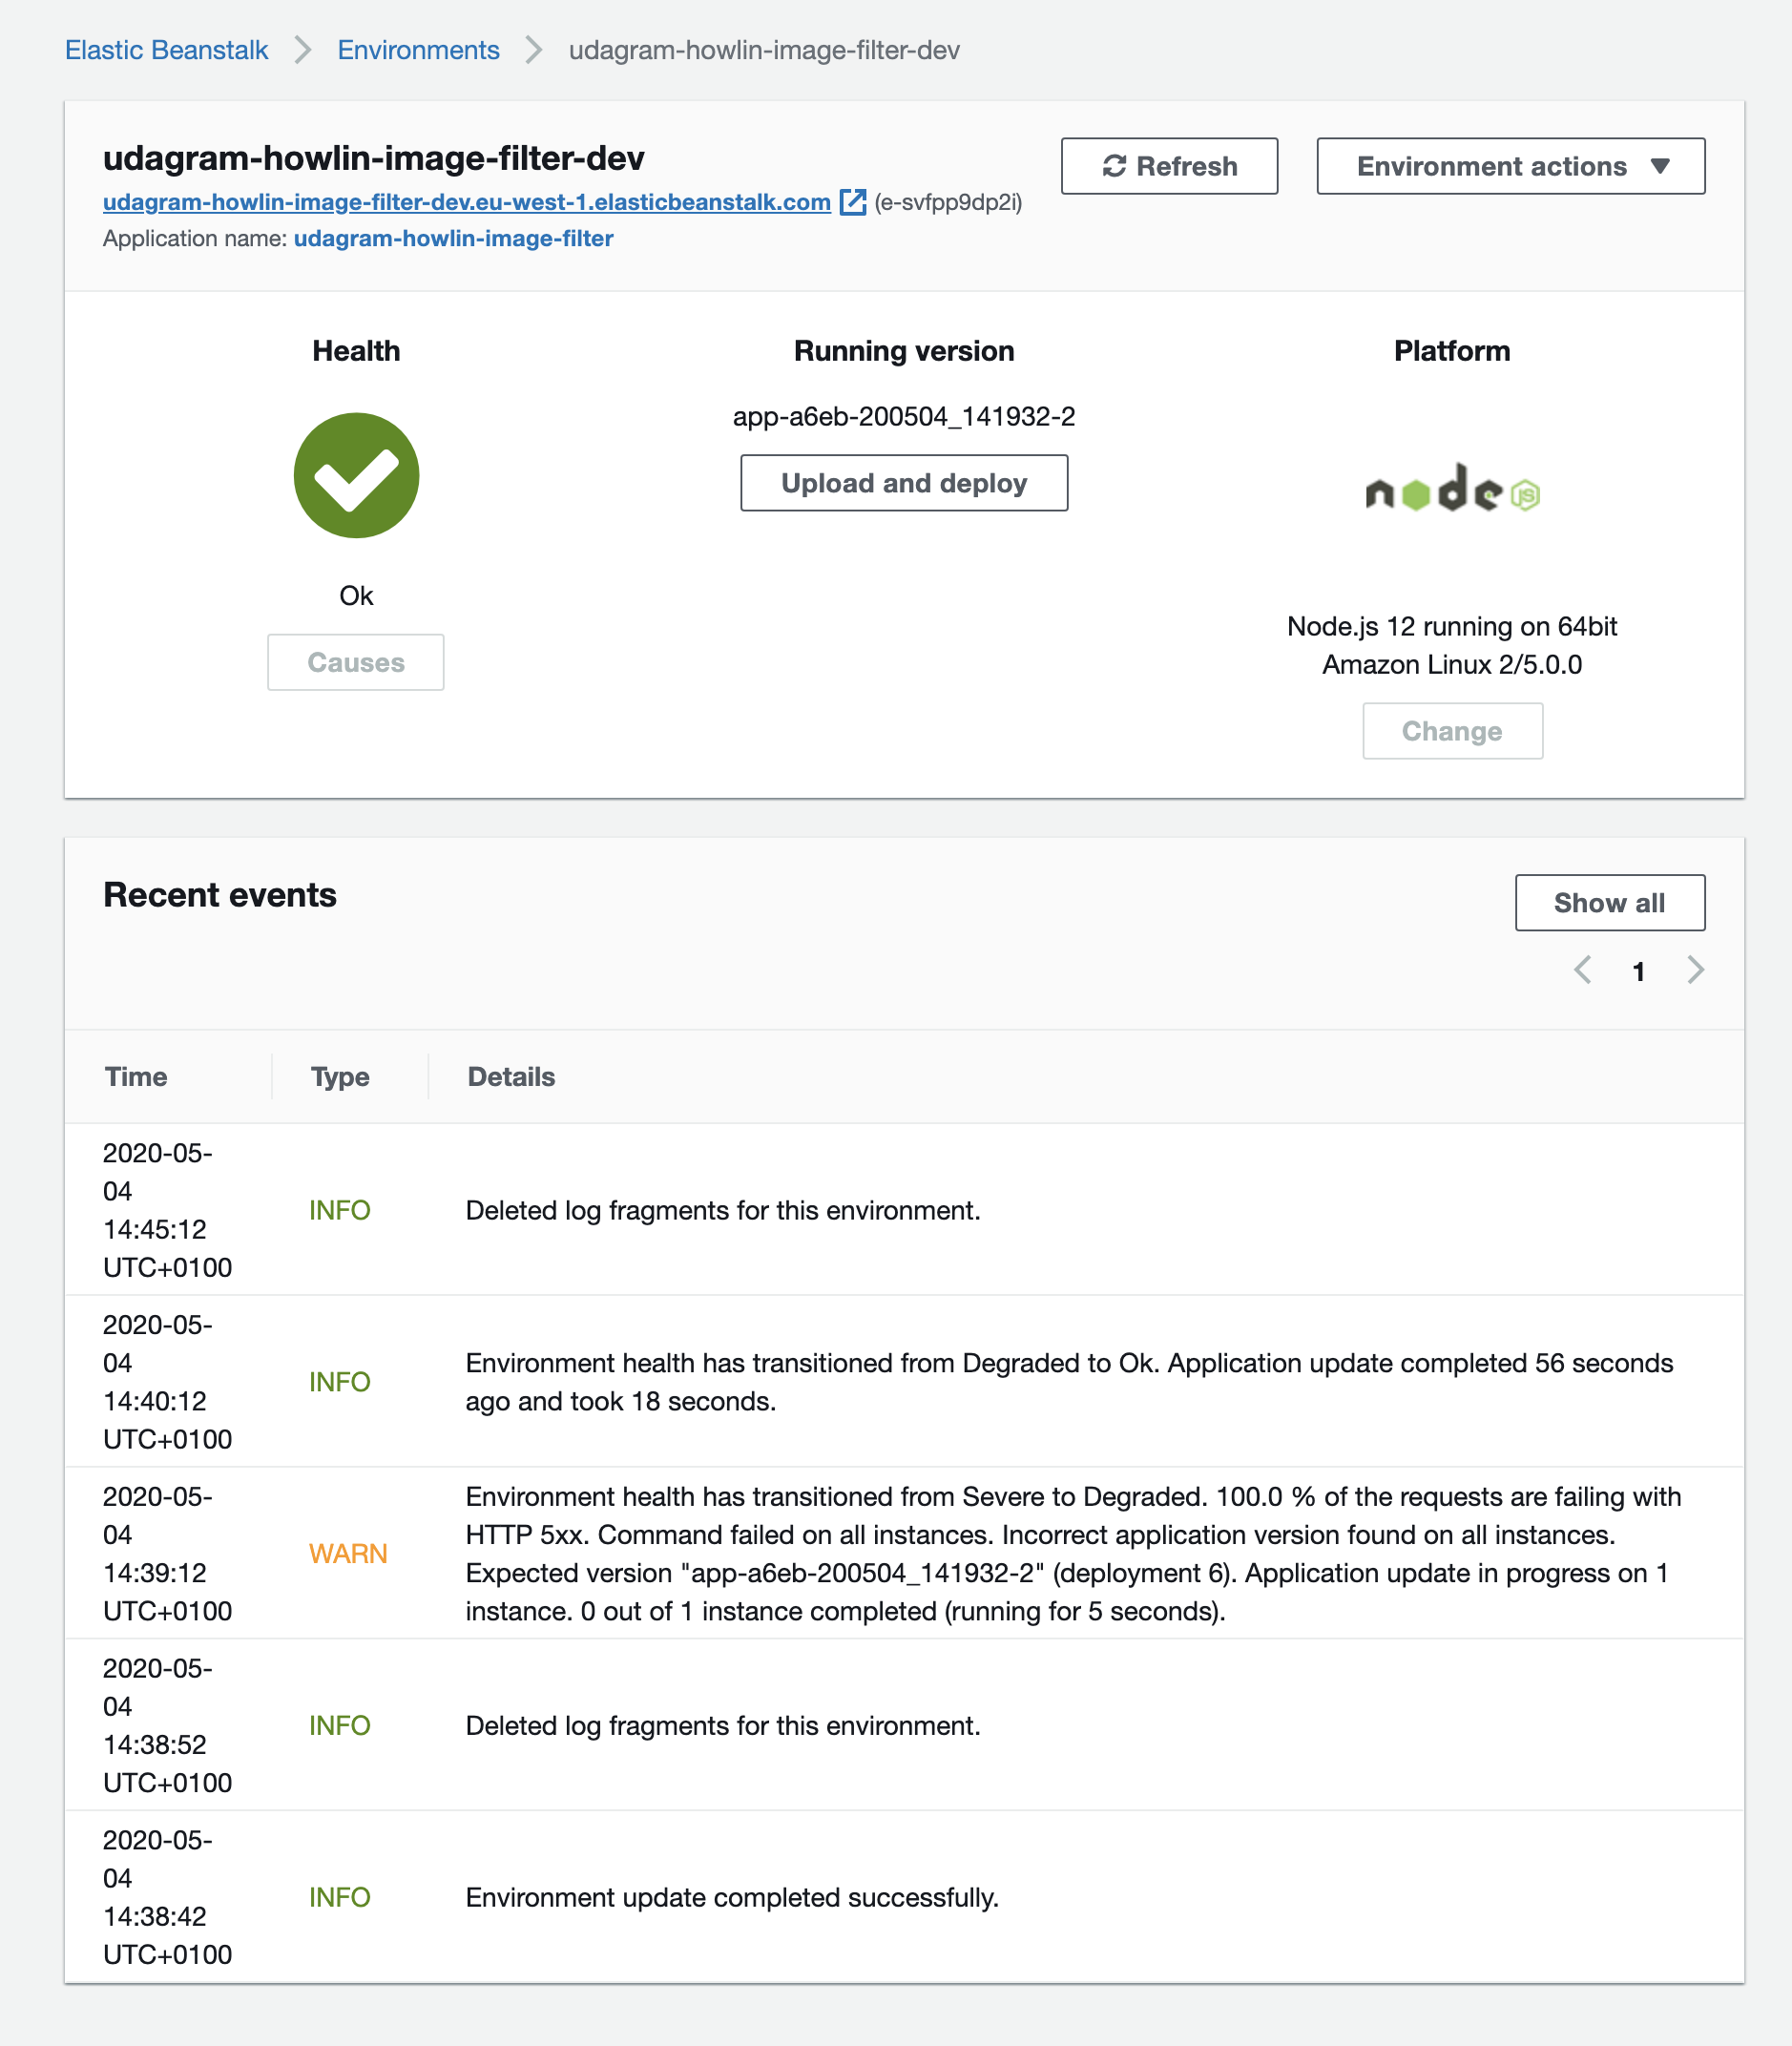 Elastic Beanstalk > Environments > udagram-howlin-image-filter-dev
udagram-howlin-image-filter-dev
Refresh
Environment actions ▼
udagram-howlin-image-filter-dev.eu-west-1.elasticbeanstalk.com (e-svfpp9dp2i)
Application name: udagram-howlin-image-filter
Health
Ok
Causes
Running version
app-a6eb-200504_141932-2
Upload and deploy
Platform
node JS
Node.js 12 running on 64bit
Amazon Linux 2/5.0.0
Change
Recent events
Show all
< 1 >
Time Type Details
2020-05-
04
14:45:12
UTC+0100
INFO
Deleted log fragments for this environment.
2020-05-
04
14:40:12
UTC+0100
INFO
Environment health has transitioned from Degraded to Ok. Application update completed 56 seconds
ago and took 18 seconds.
2020-05-
04
14:39:12
UTC+0100
WARN
Environment health has transitioned from Severe to Degraded. 100.0 % of the requests are failing with
HTTP 5xx. Command failed on all instances. Incorrect application version found on all instances.
Expected version "app-a6eb-200504_141932-2" (deployment 6). Application update in progress on 1
instance. 0 out of 1 instance completed (running for 5 seconds).
2020-05-
04
14:38:52
UTC+0100
INFO
Deleted log fragments for this environment.
2020-05-
04
14:38:42
UTC+0100
INFO
Environment update completed successfully.